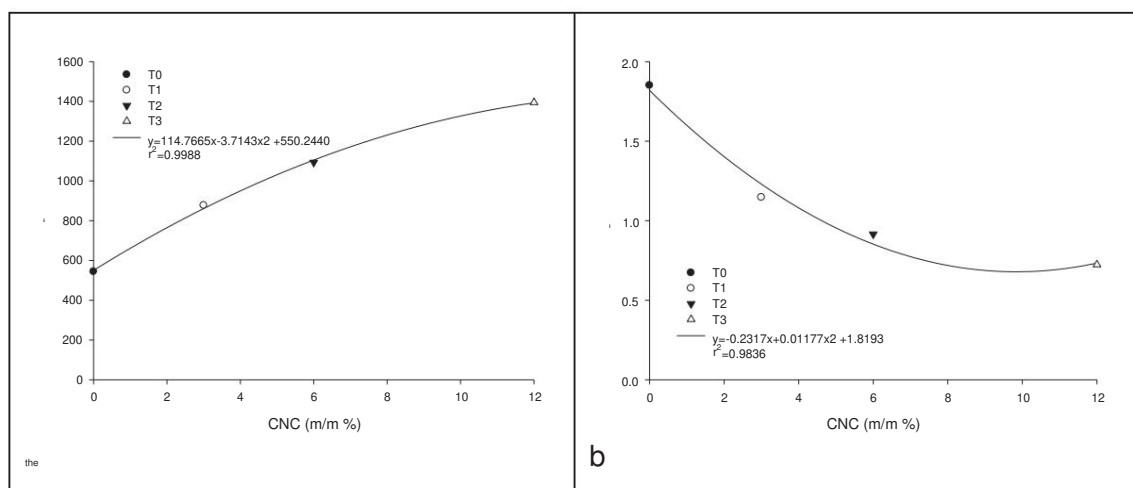 1600
1400
1200
1000
800
600
400
200
0
T0
T1
T2
T3
y=114.7665x-3.7143x2 +550.2440
r2=0.9988
0 2 4 6 8 10 12
CNC (m/m %)
the
2.0
1.5
1.0
0.5
0.0
T0
T1
T2
T3
y=-0.2317x+0.01177x2 +1.8193
r2=0.9836
0 2 4 6 8 10 12
CNC (m/m %)
b